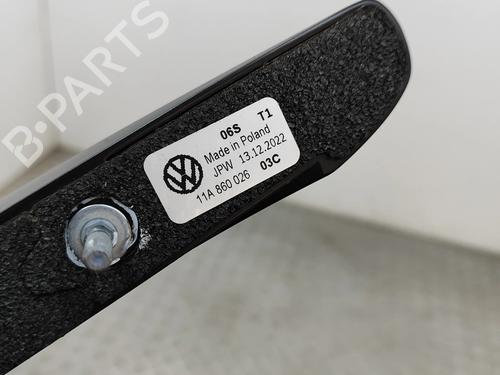 B-PARTS
06S T1
Made in Poland
JPW 13.12.2022
11A 860 026 03C